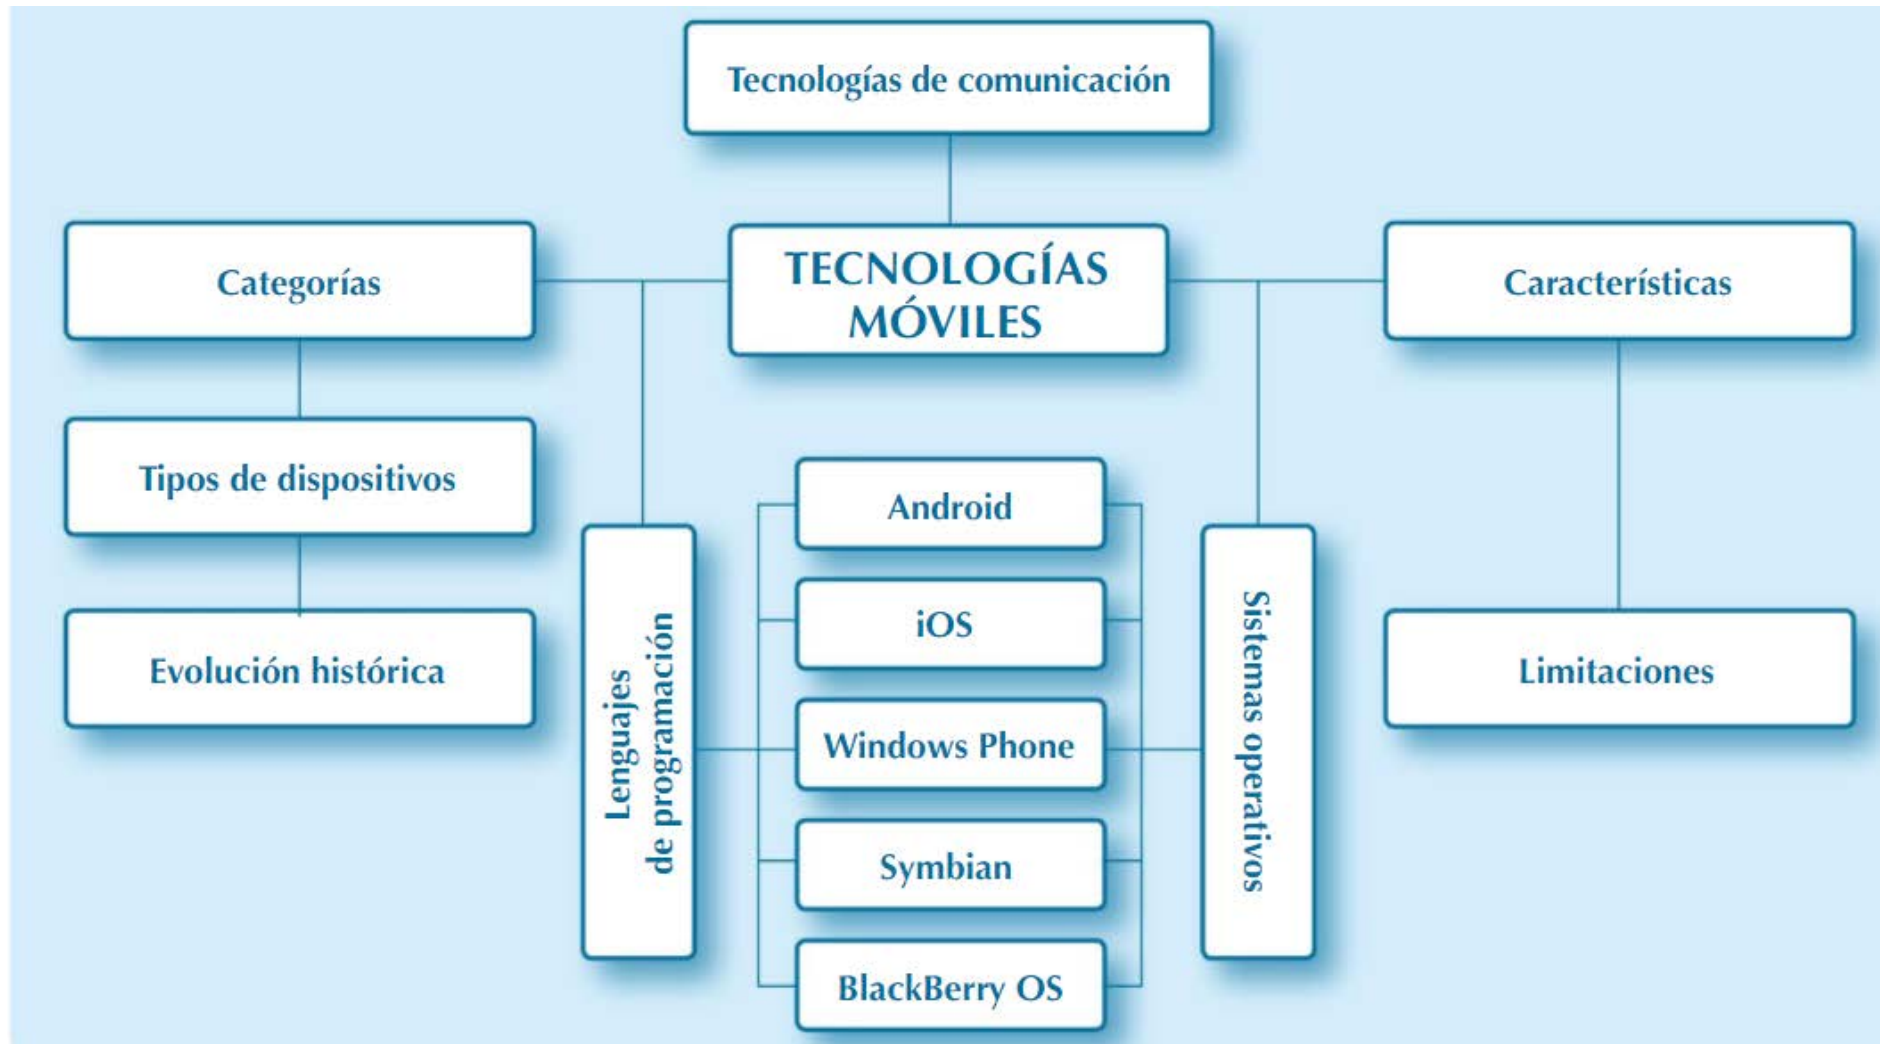 Tecnologías de comunicación
Categorías
TECNOLOGÍAS
MÓVILES
Características
Tipos de dispositivos
Evolución histórica
Lenguajes
de programación
Android
iOS
Windows Phone
Symbian
BlackBerry OS
Sistemas operativos
Limitaciones